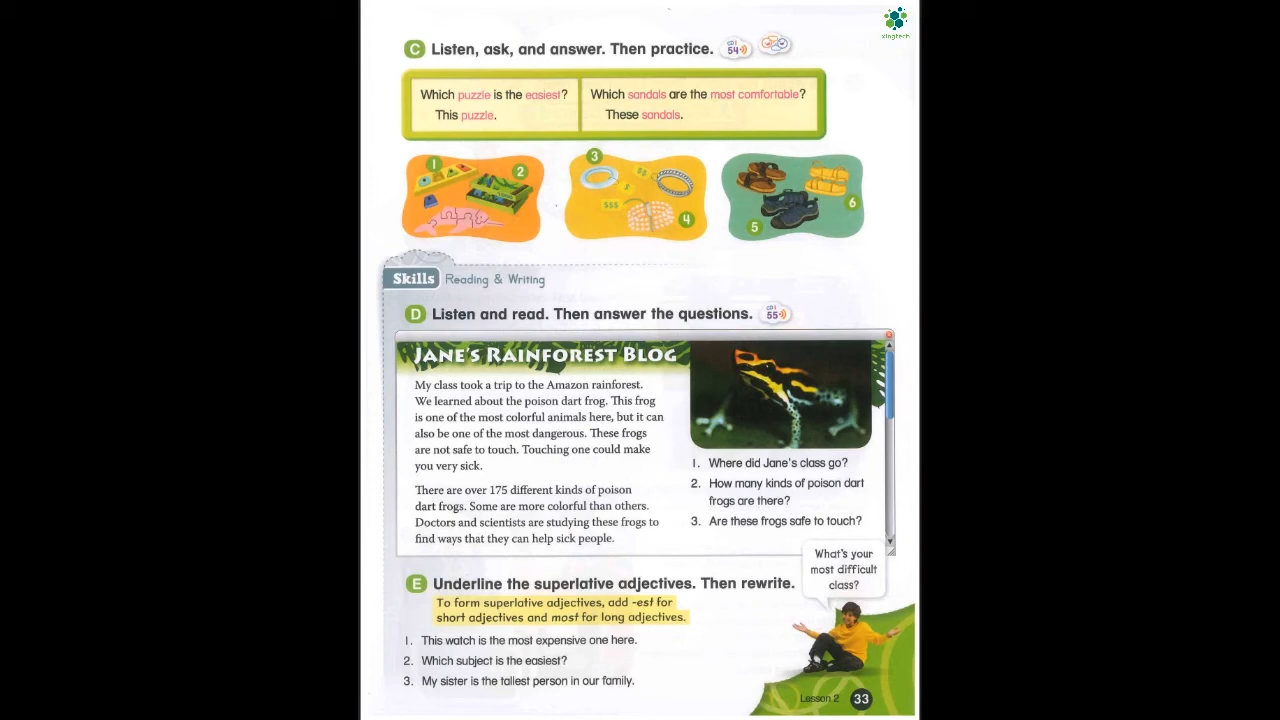 xingtech
C Listen, ask, and answer. Then practice. CD1 54
Which puzzle is the easiest?
This puzzle.
Which sandals are the most comfortable?
These sandals.
1
2
3
$$
$
$$$
4
5
6
Skills Reading & Writing
D Listen and read. Then answer the questions. CD1 55
JANE'S RAINFOREST BLOG
My class took a trip to the Amazon rainforest.
We learned about the poison dart frog. This frog
is one of the most colorful animals here, but it can
also be one of the most dangerous. These frogs
are not safe to touch. Touching one could make
you very sick.
There are over 175 different kinds of poison
dart frogs. Some are more colorful than others.
Doctors and scientists are studying these frogs to
find ways that they can help sick people.
1. Where did Jane's class go?
2. How many kinds of poison dart
frogs are there?
3. Are these frogs safe to touch?
E Underline the superlative adjectives. Then rewrite.
To form superlative adjectives, add -est for
short adjectives and most for long adjectives.
1. This watch is the most expensive one here.
2. Which subject is the easiest?
3. My sister is the tallest person in our family.
What's your
most difficult
class?
Lesson 2 33